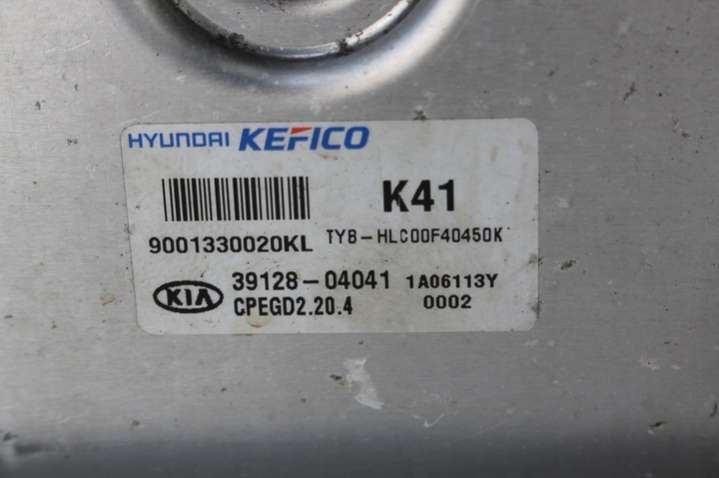 HYUNDAI KEFICO
K41
9001330020KL TYB-HLC00F40450K
KIA 39128-04041 1A06113Y
CPEGD2.20.4 0002